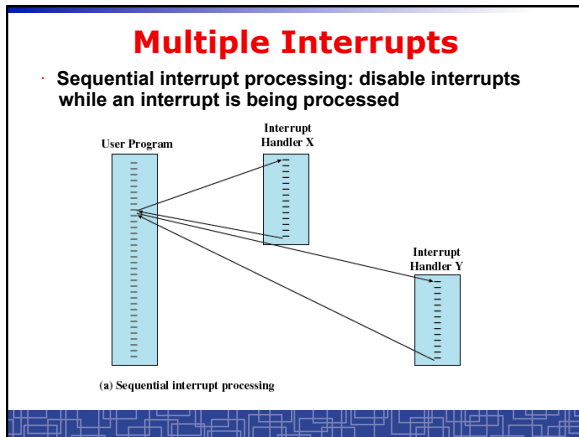 Multiple Interrupts
· Sequential interrupt processing: disable interrupts
while an interrupt is being processed
User Program
Interrupt
Handler X
Interrupt
Handler Y
(a) Sequential interrupt processing